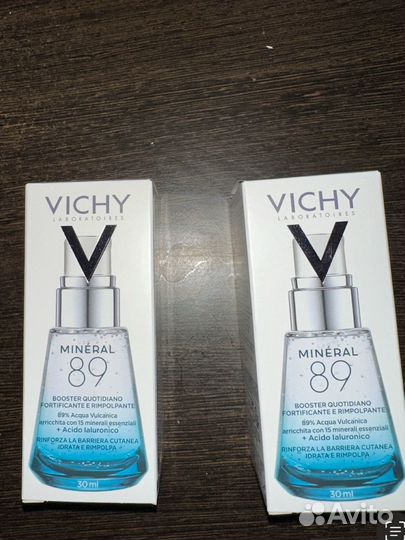 VICHY
LABORATOIRES
MINÉRAL
89
BOOSTER QUOTIDIANO
FORTIFICANTE E RIMPOLPANTE
89% Acqua Vulcanica
arricchita con 15 minerali essenziali
+ Acido Ialuronico
RINFORZA LA BARRIERA CUTANEA
IDRATA E RIMPOLPA
30 ml
VICHY
LABORATOIRES
MINÉRAL
89
BOOSTER QUOTIDIANO
FORTIFICANTE E RIMPOLPANTE
89% Acqua Vulcanica
arricchita con 15 minerali essenziali
+ Acido Ialuronico
RINFORZA LA BARRIERA CUTANEA
IDRATA E RIMPOLPA
30 ml
Avito